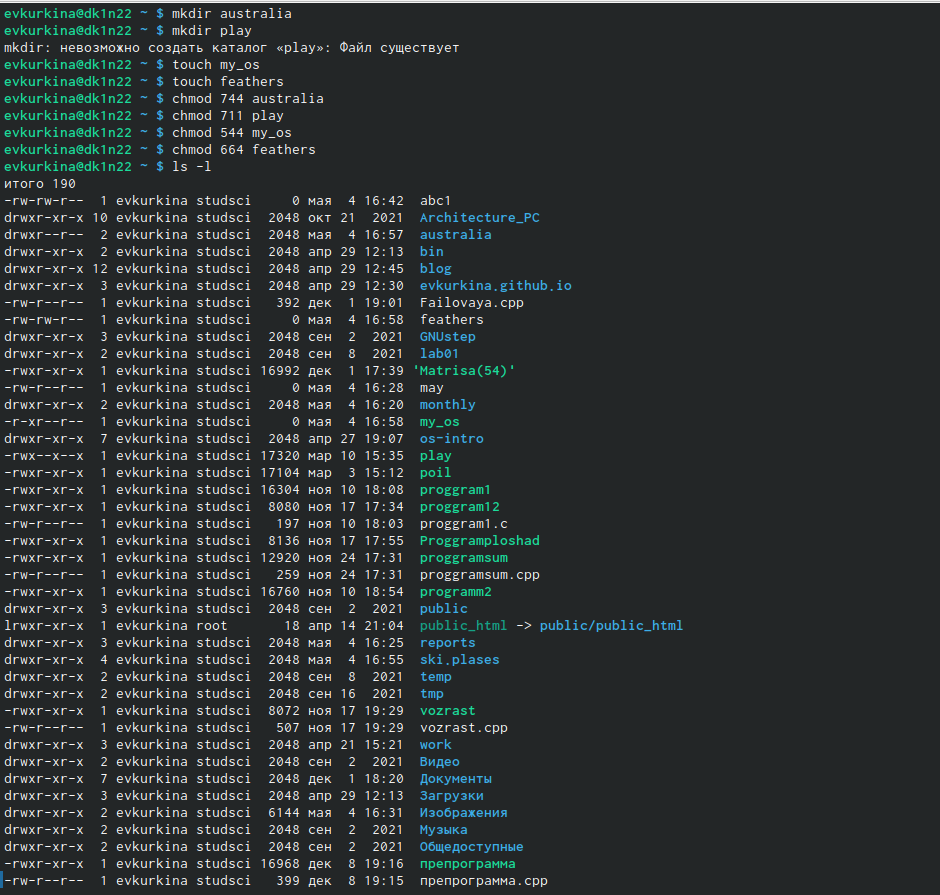 evkurkina@dk1n22 ~ $ mkdir australia
evkurkina@dk1n22 ~ $ mkdir play
mkdir: невозможно создать каталог «play»: Файл существует
evkurkina@dk1n22 ~ $ touch my_os
evkurkina@dk1n22 ~ $ touch feathers
evkurkina@dk1n22 ~ $ chmod 744 australia
evkurkina@dk1n22 ~ $ chmod 711 play
evkurkina@dk1n22 ~ $ chmod 544 my_os
evkurkina@dk1n22 ~ $ chmod 664 feathers
evkurkina@dk1n22 ~ $ ls -l
итого 190
-rw-rw-r--  1 evkurkina studsci     0 мая  4 16:42  abc1
drwxr-xr-x 10 evkurkina studsci  2048 окт 21  2021  Architecture_PC
drwxr--r--  2 evkurkina studsci  2048 мая  4 16:57  australia
drwxr-xr-x  2 evkurkina studsci  2048 апр 29 12:13  bin
drwxr-xr-x 12 evkurkina studsci  2048 апр 29 12:45  blog
drwxr-xr-x  3 evkurkina studsci  2048 апр 29 12:30  evkurkina.github.io
-rw-r--r--  1 evkurkina studsci   392 дек  1 19:01  Failovaya.cpp
-rw-rw-r--  1 evkurkina studsci     0 мая  4 16:58  feathers
drwxr-xr-x  3 evkurkina studsci  2048 сен  2  2021  GNUstep
drwxr-xr-x  2 evkurkina studsci  2048 сен  8  2021  lab01
-rwxr-xr-x  1 evkurkina studsci 16992 дек  1 17:39 'Matrisa(54)'
-rw-r--r--  1 evkurkina studsci     0 мая  4 16:28  may
drwxr-xr-x  2 evkurkina studsci  2048 мая  4 16:20  monthly
-r-xr--r--  1 evkurkina studsci     0 мая  4 16:58  my_os
drwxr-xr-x  7 evkurkina studsci  2048 апр 27 19:07  os-intro
-rwx--x--x  1 evkurkina studsci 17320 мар 10 15:35  play
-rwxr-xr-x  1 evkurkina studsci 17104 мар  3 15:12  poil
-rwxr-xr-x  1 evkurkina studsci 16304 ноя 10 18:08  proggram1
-rwxr-xr-x  1 evkurkina studsci  8080 ноя 17 17:34  proggram12
-rw-r--r--  1 evkurkina studsci   197 ноя 10 18:03  proggram1.c
-rwxr-xr-x  1 evkurkina studsci  8136 ноя 17 17:55  Proggramploshad
-rwxr-xr-x  1 evkurkina studsci 12920 ноя 24 17:31  proggramsum
-rw-r--r--  1 evkurkina studsci   259 ноя 24 17:31  proggramsum.cpp
-rwxr-xr-x  1 evkurkina studsci 16760 ноя 10 18:54  programm2
drwxr-xr-x  3 evkurkina studsci  2048 сен  2  2021  public
lrwxr-xr-x  1 evkurkina root       18 апр 14 21:04  public_html -> public/public_html
drwxr-xr-x  3 evkurkina studsci  2048 мая  4 16:25  reports
drwxr-xr-x  4 evkurkina studsci  2048 мая  4 16:55  ski.plases
drwxr-xr-x  2 evkurkina studsci  2048 сен  8  2021  temp
drwxr-xr-x  2 evkurkina studsci  2048 сен 16  2021  tmp
-rwxr-xr-x  1 evkurkina studsci  8072 ноя 17 19:29  vozrast
-rw-r--r--  1 evkurkina studsci   507 ноя 17 19:29  vozrast.cpp
drwxr-xr-x  3 evkurkina studsci  2048 апр 21 15:21  work
drwxr-xr-x  2 evkurkina studsci  2048 сен  2  2021  Видео
drwxr-xr-x  7 evkurkina studsci  2048 дек  1 18:20  Документы
drwxr-xr-x  3 evkurkina studsci  2048 апр 29 12:13  Загрузки
drwxr-xr-x  2 evkurkina studsci  6144 мая  4 16:31  Изображения
drwxr-xr-x  2 evkurkina studsci  2048 сен  2  2021  Музыка
drwxr-xr-x  2 evkurkina studsci  2048 сен  2  2021  Общедоступные
-rwxr-xr-x  1 evkurkina studsci 16968 дек  8 19:16  препрограмма
-rw-r--r--  1 evkurkina studsci   399 дек  8 19:15  препрограмма.cpp